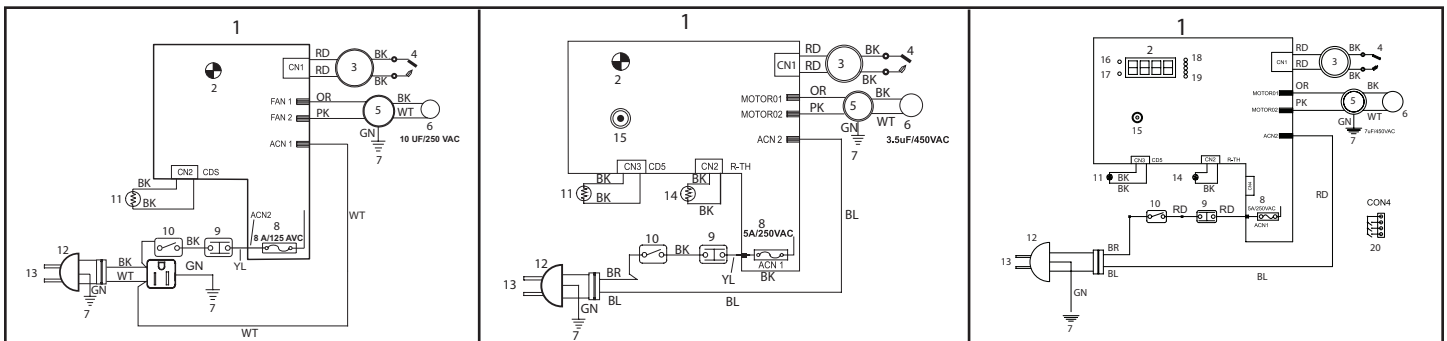 1
2
CN1
RD
RD
3
BK
BK
4
FAN 1
FAN 2
OR
PK
5
BK
WT
6
GN
7
10 UF/250 VAC
ACN 1
CN2
CDS
BK
11
BK
WT
ACN2
8
8 A/125 AVC
10
BK
9
YL
12
13
BK
WT
GN
7
GN
7
WT
1
2
CN1
RD
RD
3
BK
BK
4
MOTOR01
MOTOR02
OR
PK
5
BK
WT
6
GN
7
3.5uF/450VAC
15
ACN 2
CN3
CD5
CN2
R-TH
11
BK
BK
14
BK
BK
BL
8
5A/250VAC
10
BK
9
YL
ACN 1
BK
12
13
BR
GN
BL
BL
7
1
2
16
17
18
19
CN1
RD
RD
3
BK
BK
4
MOTOR01
MOTOR02
OR
PK
5
BK
WT
6
GN
7
7uF/450VAC
15
ACN2
CN3
CD5
CN2
R-TH
11
BK
BK
14
BK
BK
CN4
RD
8
5A/250VAC
ACN1
10
RD
9
RD
CON4
20
12
13
BR
BL
BL
GN
7